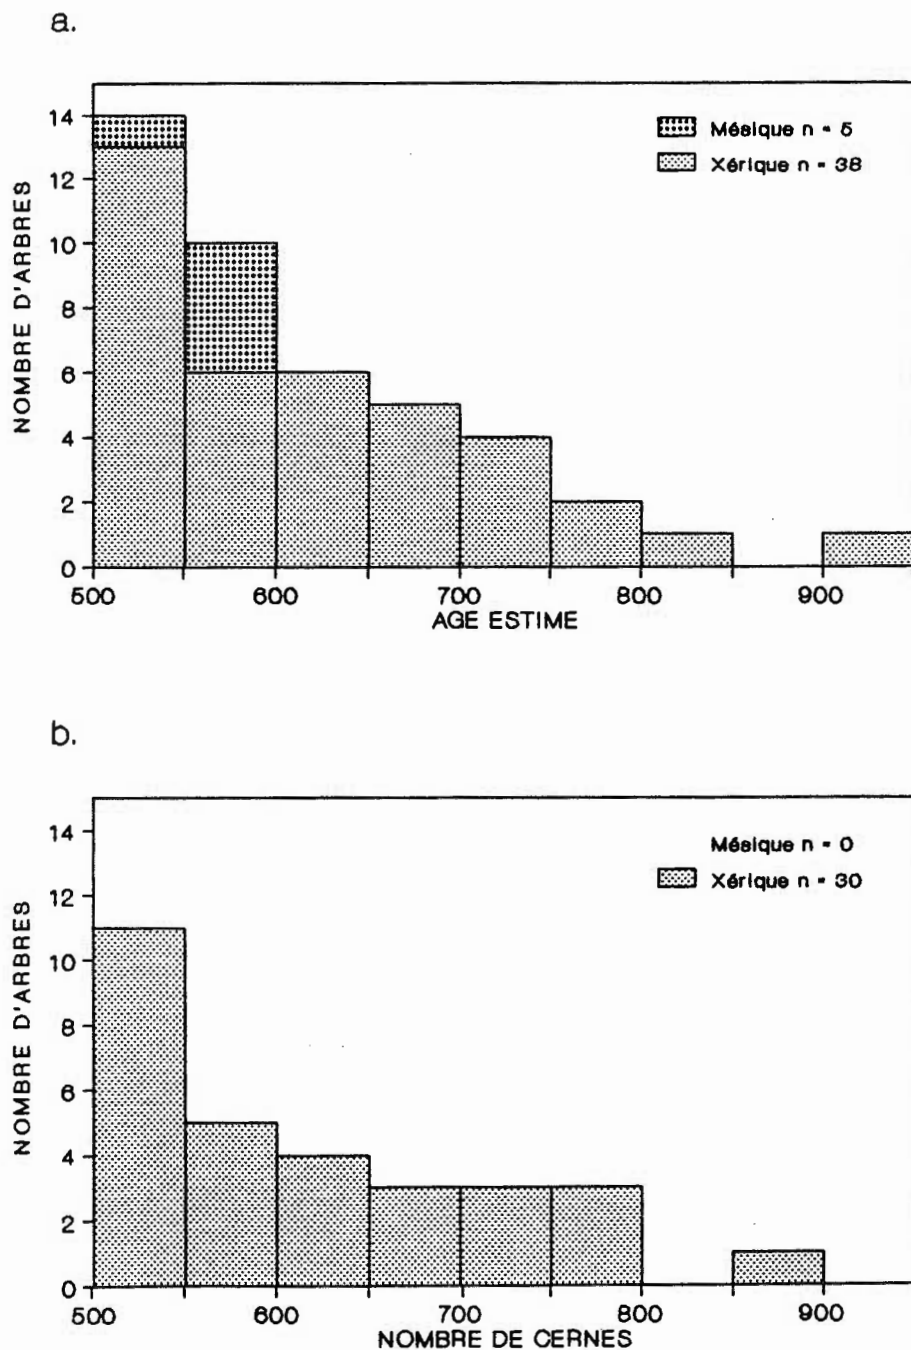 a.
NOMBRE D'ARBRES
14
12
10
8
6
4
2
0
Mésique n = 5
Xérique n = 38
500 600 700 800 900
AGE ESTIME
b.
NOMBRE D'ARBRES
14
12
10
8
6
4
2
0
Mésique n = 0
Xérique n = 30
500 600 700 800 900
NOMBRE DE CERNES